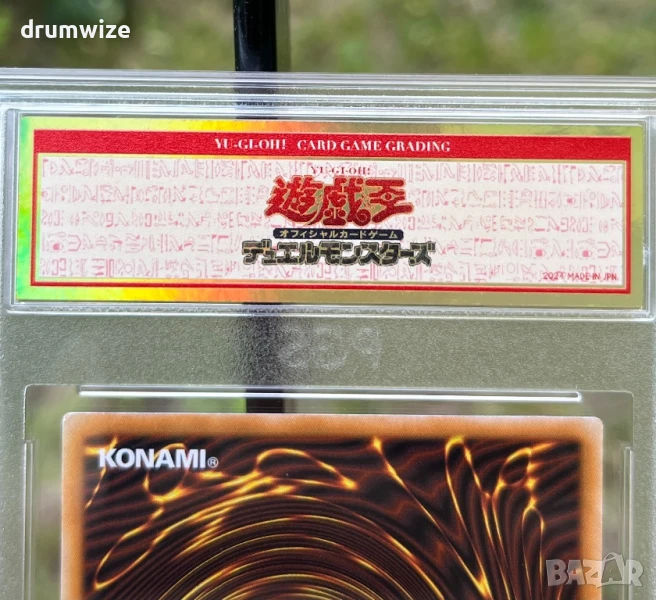 drumwize
YU-GI-OH! CARD GAME GRADING
YU-GI-OH!
遊戯王
オフィシャルカードゲーム
デュエルモンスターズ
2024 MADE IN JPN
KONAMI®
BAZAR